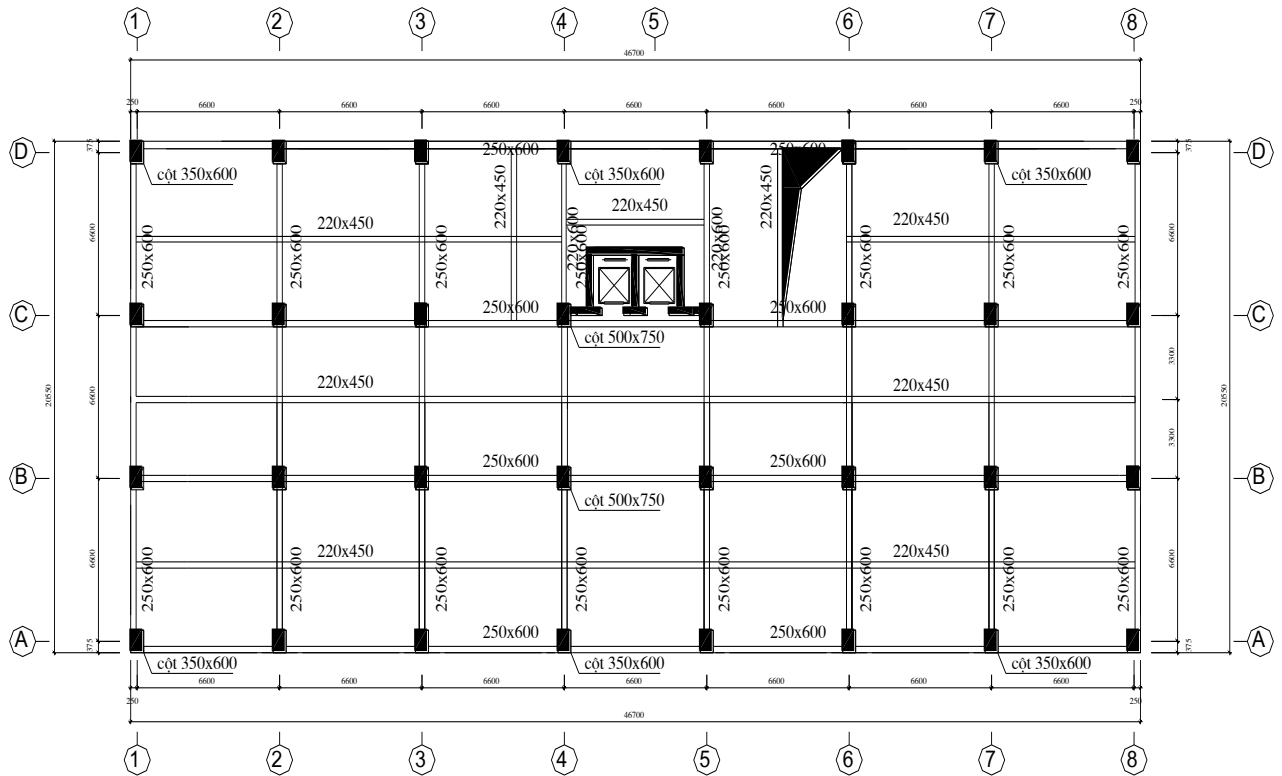 1 2 3 4 5 6 7 8
46700
250 6600 6600 6600 6600 6600 6600 6600 250
D 375 250x600 250x600 375 D
cột 350x600 cột 350x600 cột 350x600
220x450 220x450 220x450
220x450 220x450 220x450
6600 250x600 250x600 220x600 250x600 220x600 250x600 250x600 250x600 250x600 6600
C 250x600 250x600 C
cột 500x750
3300
20550 6600 220x450 220x450 20550
3300
B 250x600 250x600 B
cột 500x750
220x450 220x450
6600 250x600 250x600 250x600 250x600 250x600 250x600 250x600 250x600 6600
A 375 250x600 250x600 375 A
cột 350x600 cột 350x600 cột 350x600
6600 6600 6600 6600 6600 6600 6600 250
46700
1 2 3 4 5 6 7 8